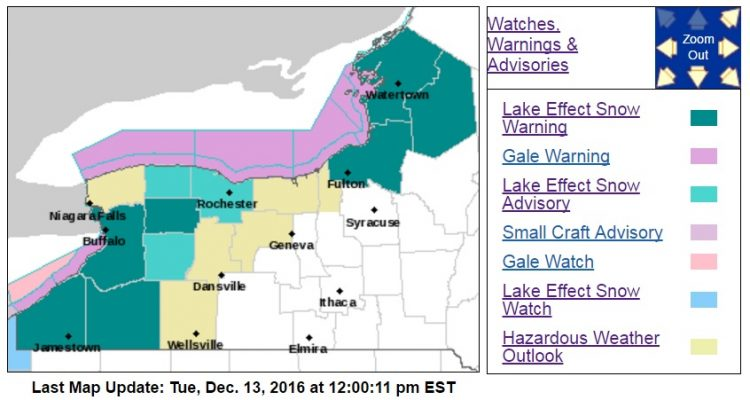 Watertown
Fulton
Rochester
Niagara Falls
Syracuse
Buffalo
Geneva
Dansville
Ithaca
Jamestown
Wellsville
Elmira
Watches,
Warnings &
Advisories
Zoom
Out
Lake Effect Snow
Warning
Gale Warning
Lake Effect Snow
Advisory
Small Craft Advisory
Gale Watch
Lake Effect Snow
Watch
Hazardous Weather
Outlook
Last Map Update: Tue, Dec. 13, 2016 at 12:00:11 pm EST